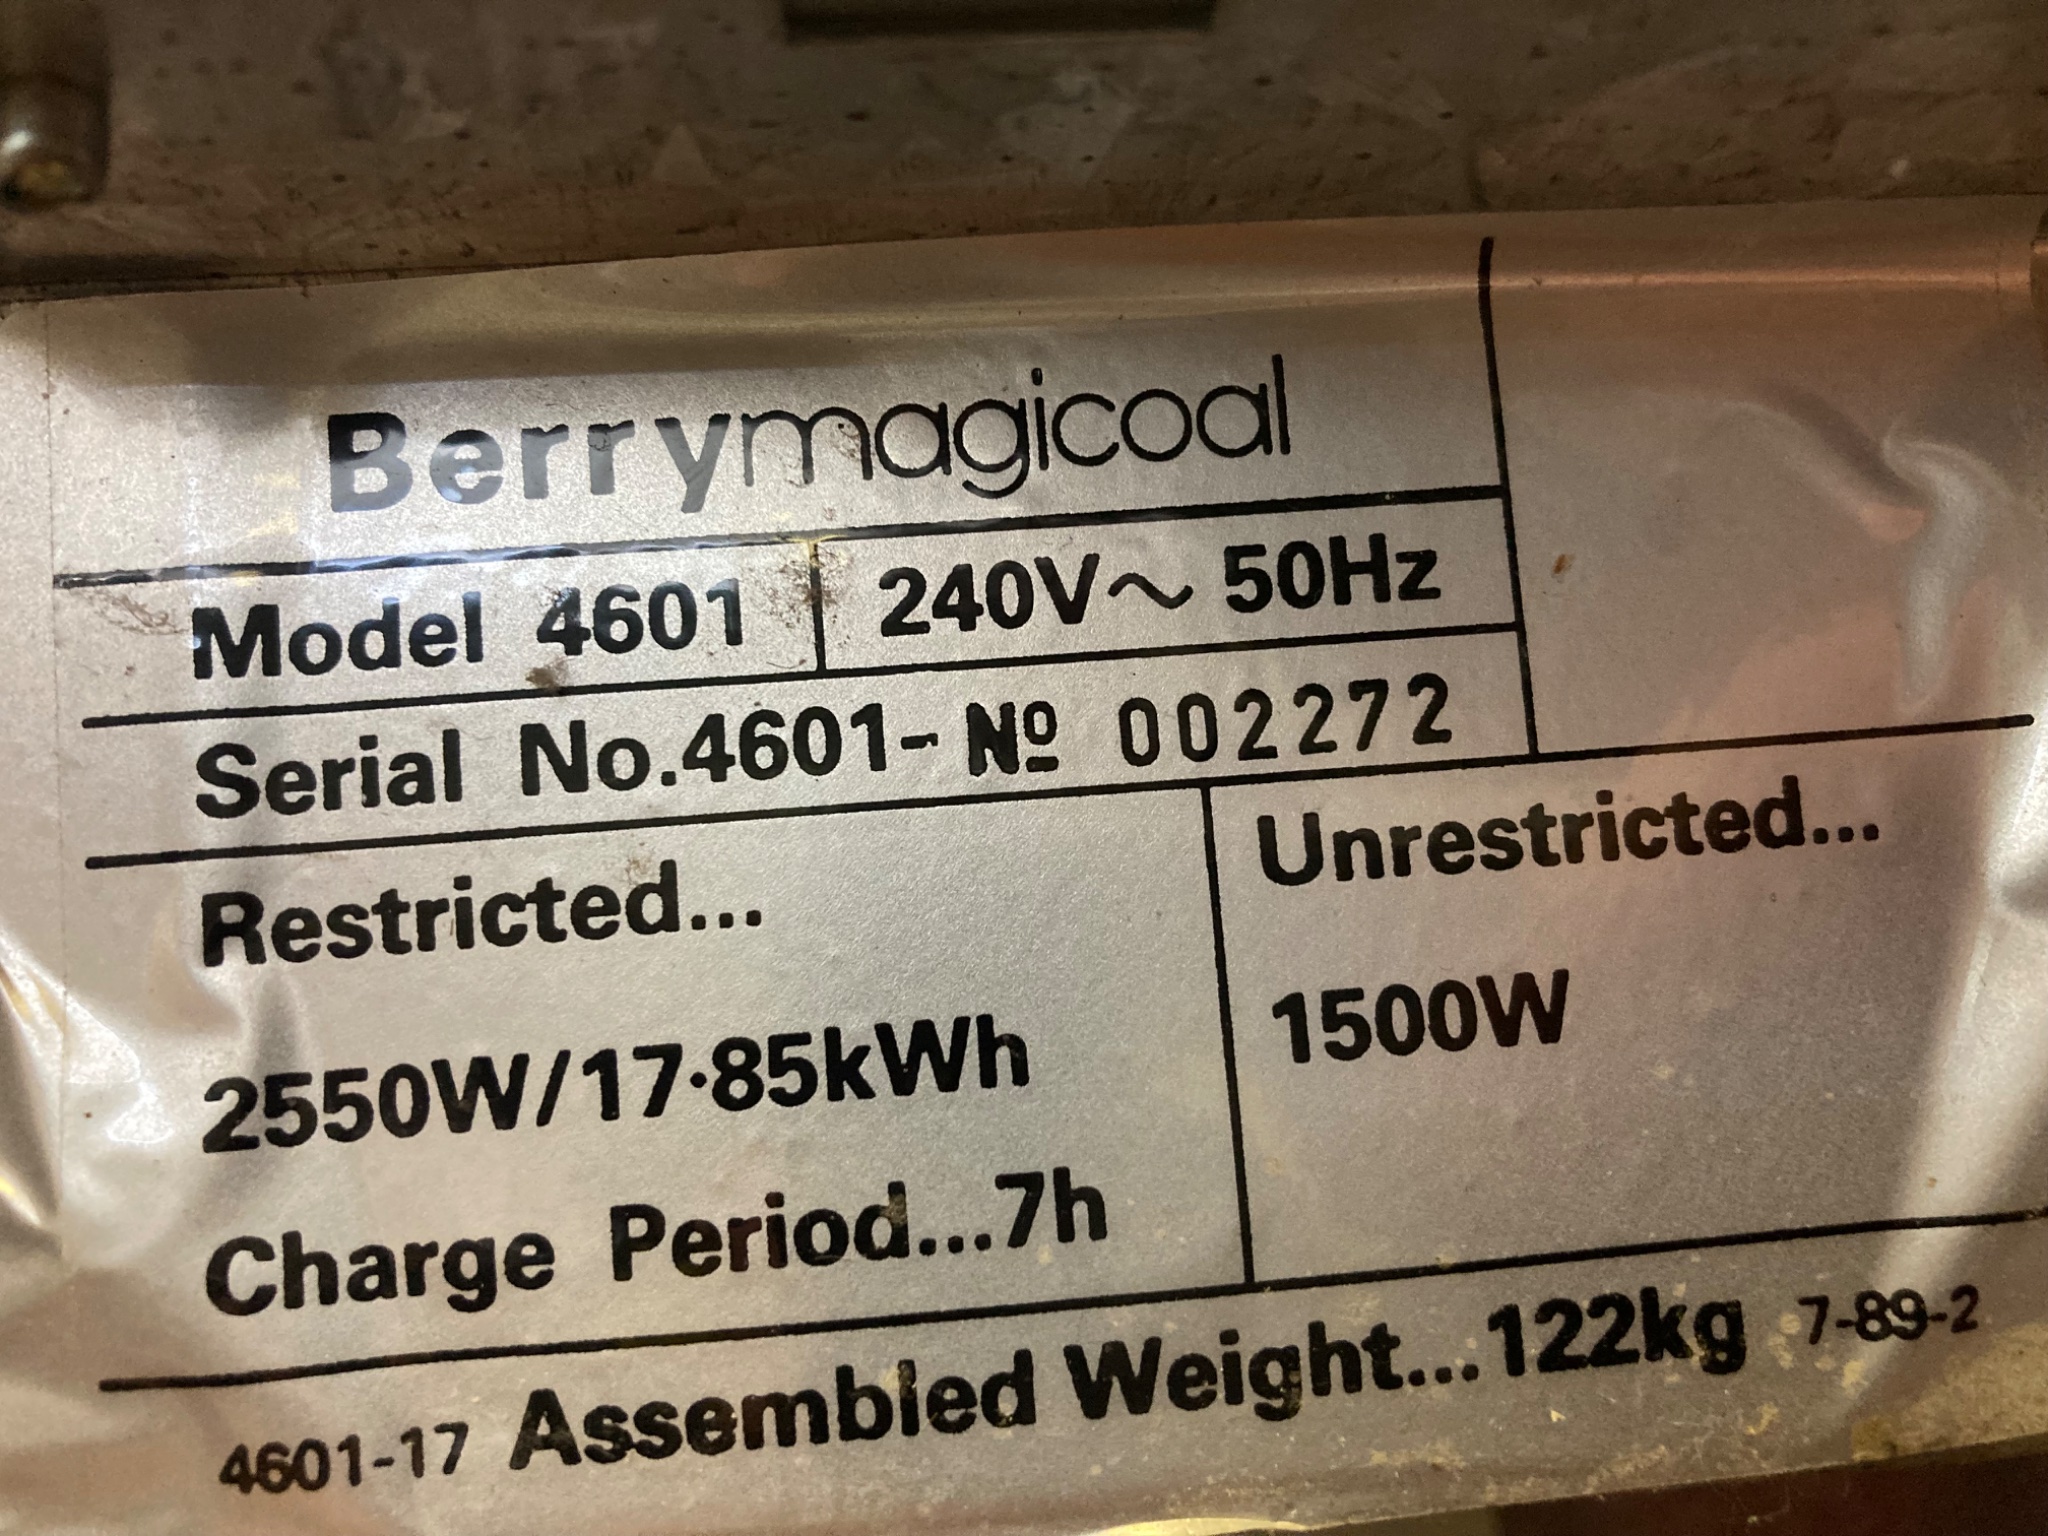 Berrymagicoal
Model 4601 240V~ 50Hz
Serial No.4601- Nº 002272
Restricted...
2550W/17·85kWh
Charge Period...7h
Unrestricted...
1500W
4601-17 Assembled Weight...122kg 7-89-2